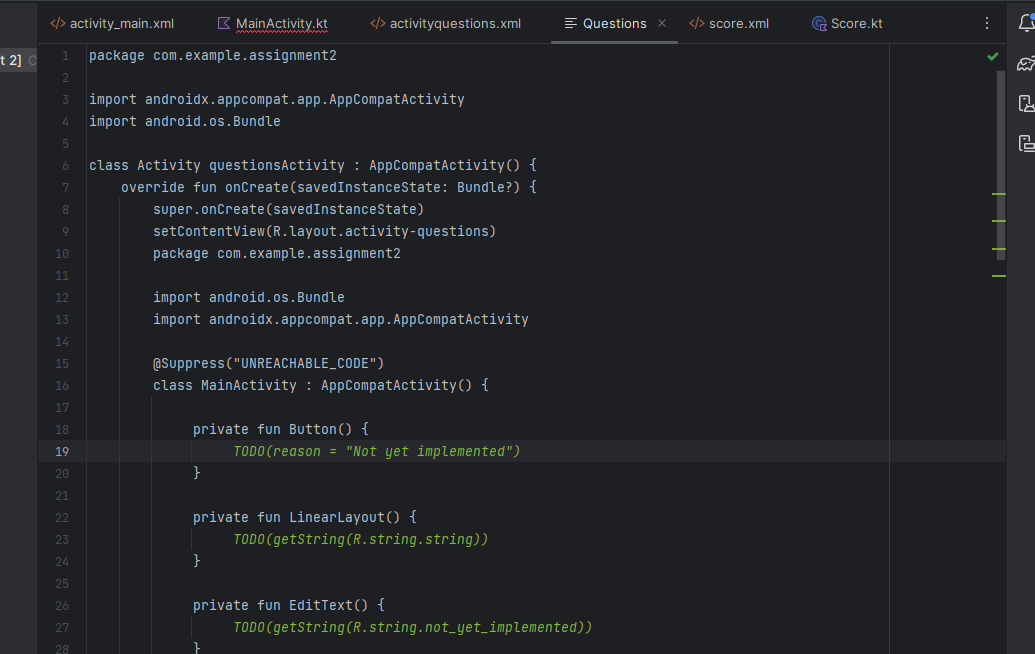 activity_main.xml MainActivity.kt activityquestions.xml Questions score.xml Score.kt
t 2]
1 package com.example.assignment2
2
3 import androidx.appcompat.app.AppCompatActivity
4 import android.os.Bundle
5
6 class Activity questionsActivity : AppCompatActivity() {
7 override fun onCreate(savedInstanceState: Bundle?) {
8 super.onCreate(savedInstanceState)
9 setContentView(R.layout.activity-questions)
10 package com.example.assignment2
11
12 import android.os.Bundle
13 import androidx.appcompat.app.AppCompatActivity
14
15 @Suppress("UNREACHABLE_CODE")
16 class MainActivity : AppCompatActivity() {
17
18 private fun Button() {
19 TODO(reason = "Not yet implemented")
20 }
21
22 private fun LinearLayout() {
23 TODO(getString(R.string.string))
24 }
25
26 private fun EditText() {
27 TODO(getString(R.string.not_yet_implemented))
28 }